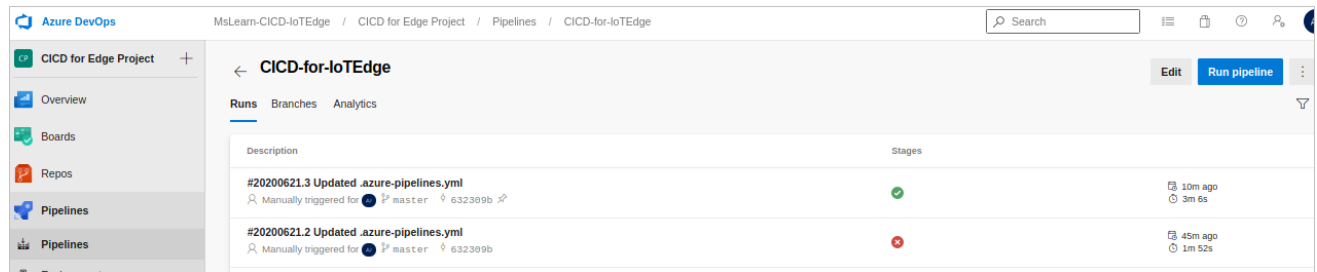 Azure DevOps
MsLearn-CICD-IoTEdge / CICD for Edge Project / Pipelines / CICD-for-IoTEdge
Search
CP CICD for Edge Project
CICD-for-IoTEdge
Edit
Run pipeline
Overview
Runs Branches Analytics
Boards
Description
Stages
Repos
#20200621.3 Updated .azure-pipelines.yml
Manually triggered for master 632309b
10m ago
3m 6s
Pipelines
#20200621.2 Updated .azure-pipelines.yml
Manually triggered for master 632309b
45m ago
1m 52s
Pipelines